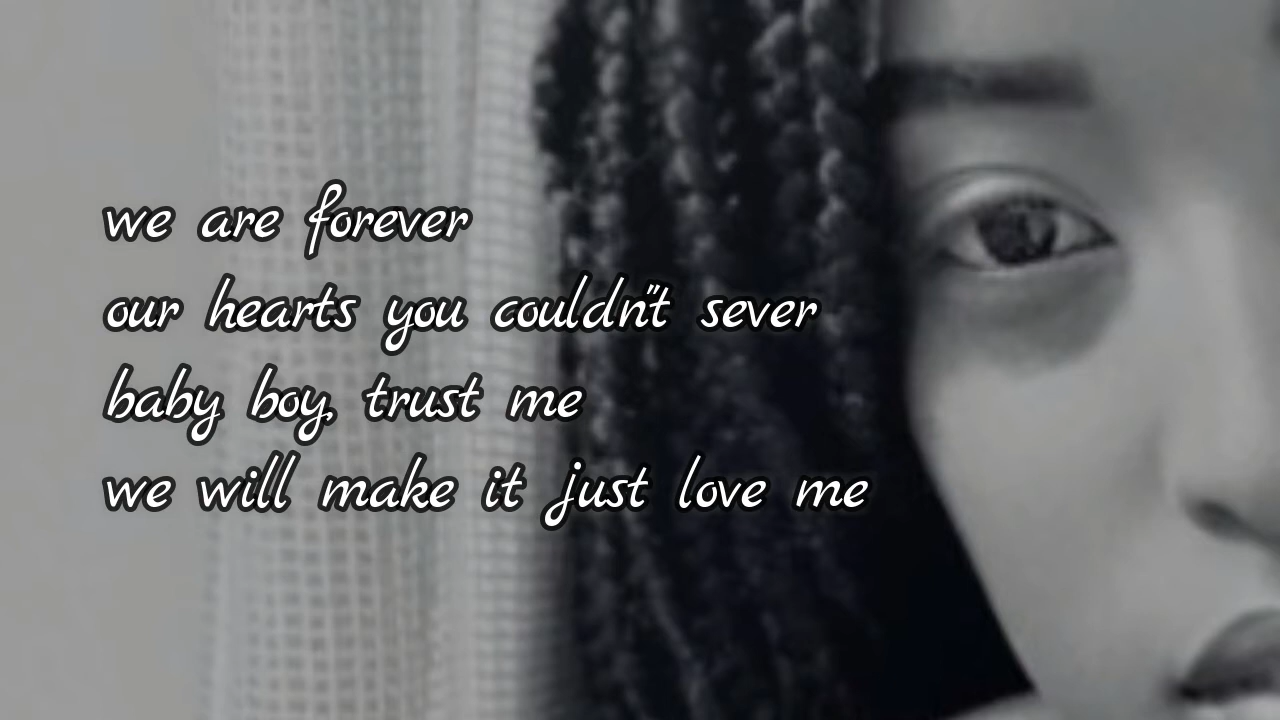 we are forever
our hearts you couldn"t sever
baby boy, trust me
we will make it just love me